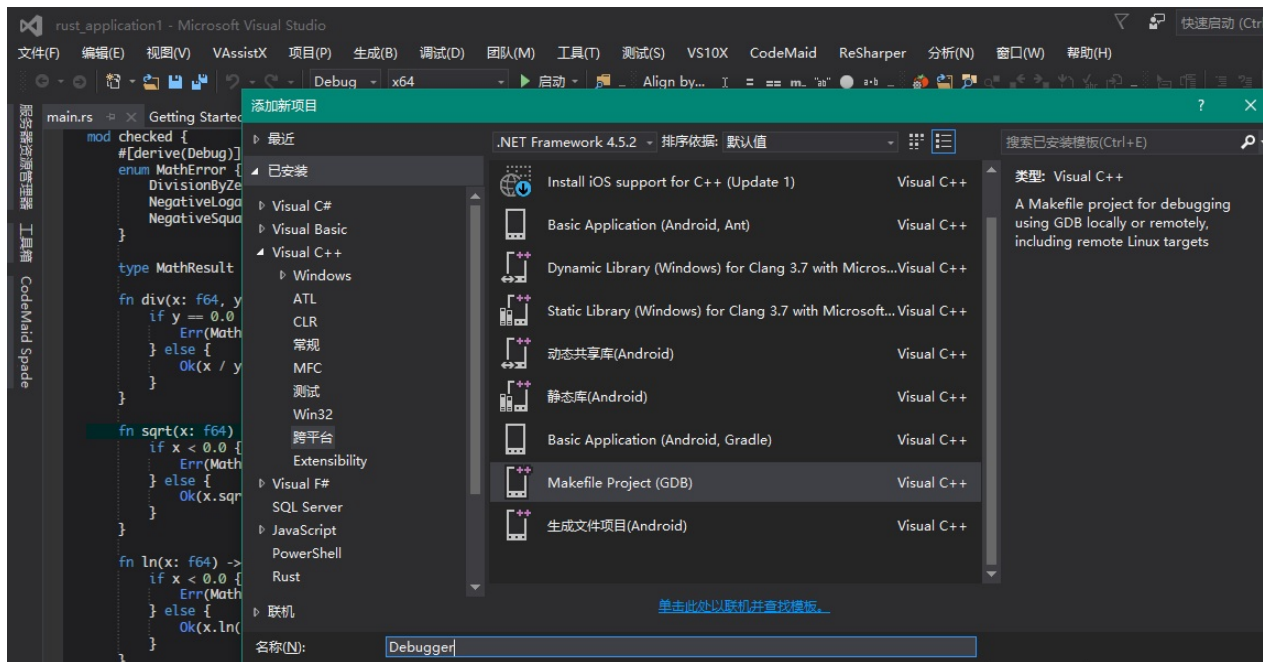 rust_application1 - Microsoft Visual Studio
快速启动 (Ctr
文件(F) 编辑(E) 视图(V) VAssistX 项目(P) 生成(B) 调试(D) 团队(M) 工具(T) 测试(S) VS10X CodeMaid ReSharper 分析(N) 窗口(W) 帮助(H)
Debug x64 启动 Align by...
服务器资源管理器
工具箱
CodeMaid Spade
main.rs Getting Started
mod checked {
#[derive(Debug)]
enum MathError {
DivisionByZe
NegativeLoga
NegativeSqua
}
type MathResult
fn div(x: f64, y
if y == 0.0
Err(Math
} else {
Ok(x / y
}
}
fn sqrt(x: f64)
if x < 0.0 {
Err(Math
} else {
Ok(x.sqr
}
}
fn ln(x: f64) ->
if x < 0.0 {
Err(Math
} else {
Ok(x.ln(
}
}
添加新项目
? ×
最近
已安装
Visual C#
Visual Basic
Visual C++
Windows
ATL
CLR
常规
MFC
测试
Win32
跨平台
Extensibility
Visual F#
SQL Server
JavaScript
PowerShell
Rust
联机
.NET Framework 4.5.2 排序依据: 默认值
Install iOS support for C++ (Update 1) Visual C++
Basic Application (Android, Ant) Visual C++
Dynamic Library (Windows) for Clang 3.7 with Micros...Visual C++
Static Library (Windows) for Clang 3.7 with Microsoft...Visual C++
动态共享库(Android) Visual C++
静态库(Android) Visual C++
Basic Application (Android, Gradle) Visual C++
Makefile Project (GDB) Visual C++
生成文件项目(Android) Visual C++
单击此处以联机并查找模板。
搜索已安装模板(Ctrl+E)
类型: Visual C++
A Makefile project for debugging
using GDB locally or remotely,
including remote Linux targets
名称(N): Debugger